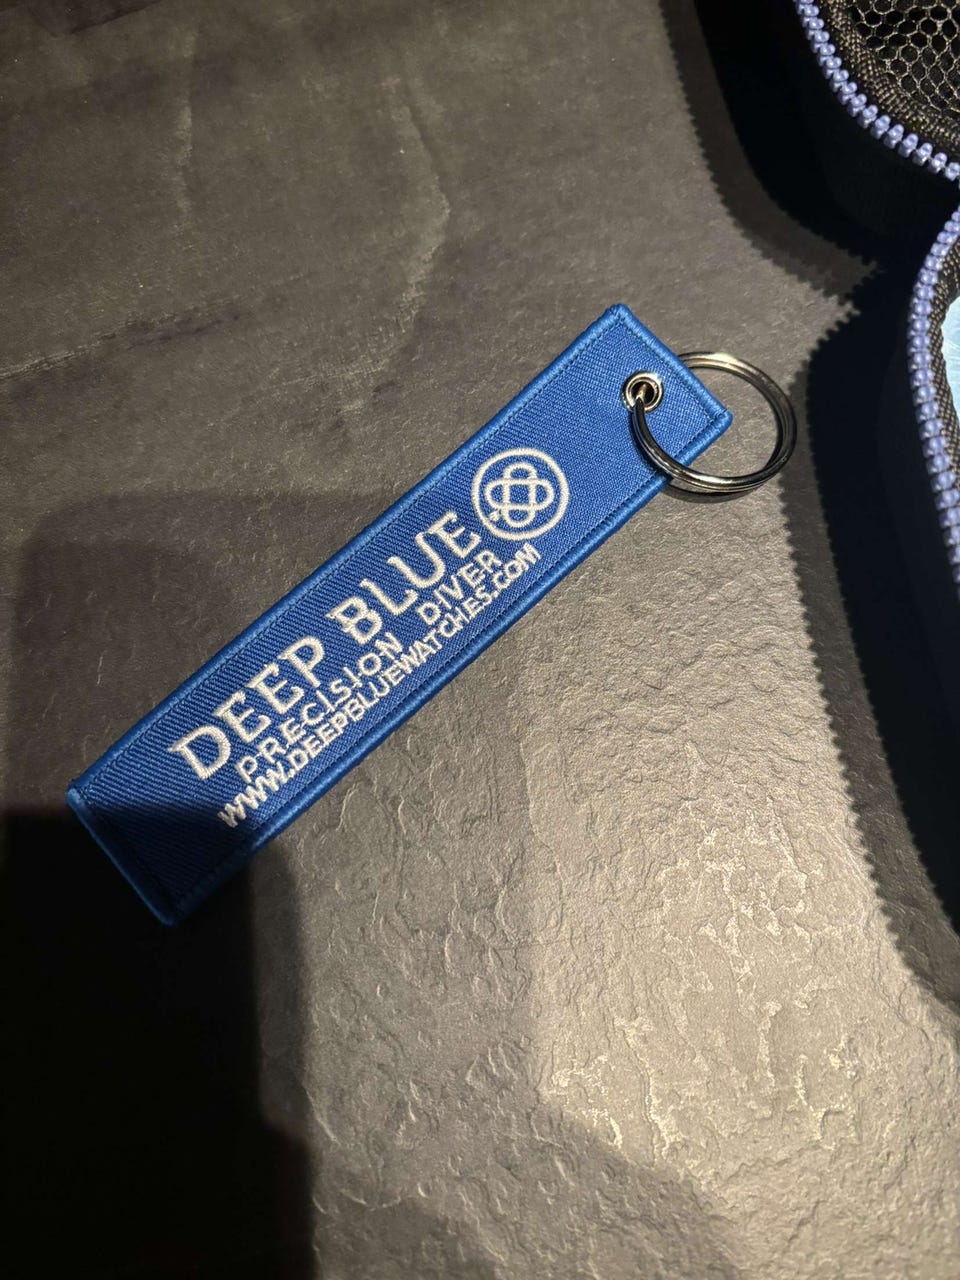 DEEP BLUE
PRECISION DIVER
WWW.DEEPBLUEWATCHES.COM